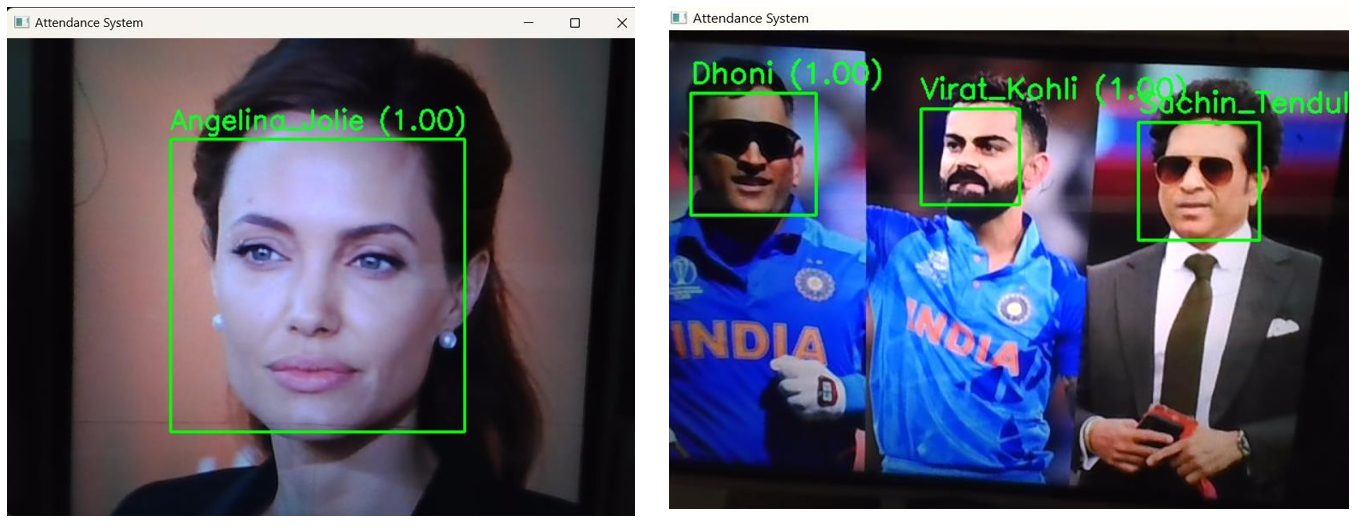 Attendance System
Angelina_Jolie (1.00)
Attendance System
Dhoni (1.00)
Virat_Kohli (1.00)
Sachin_Tendul
INDIA
INDIA